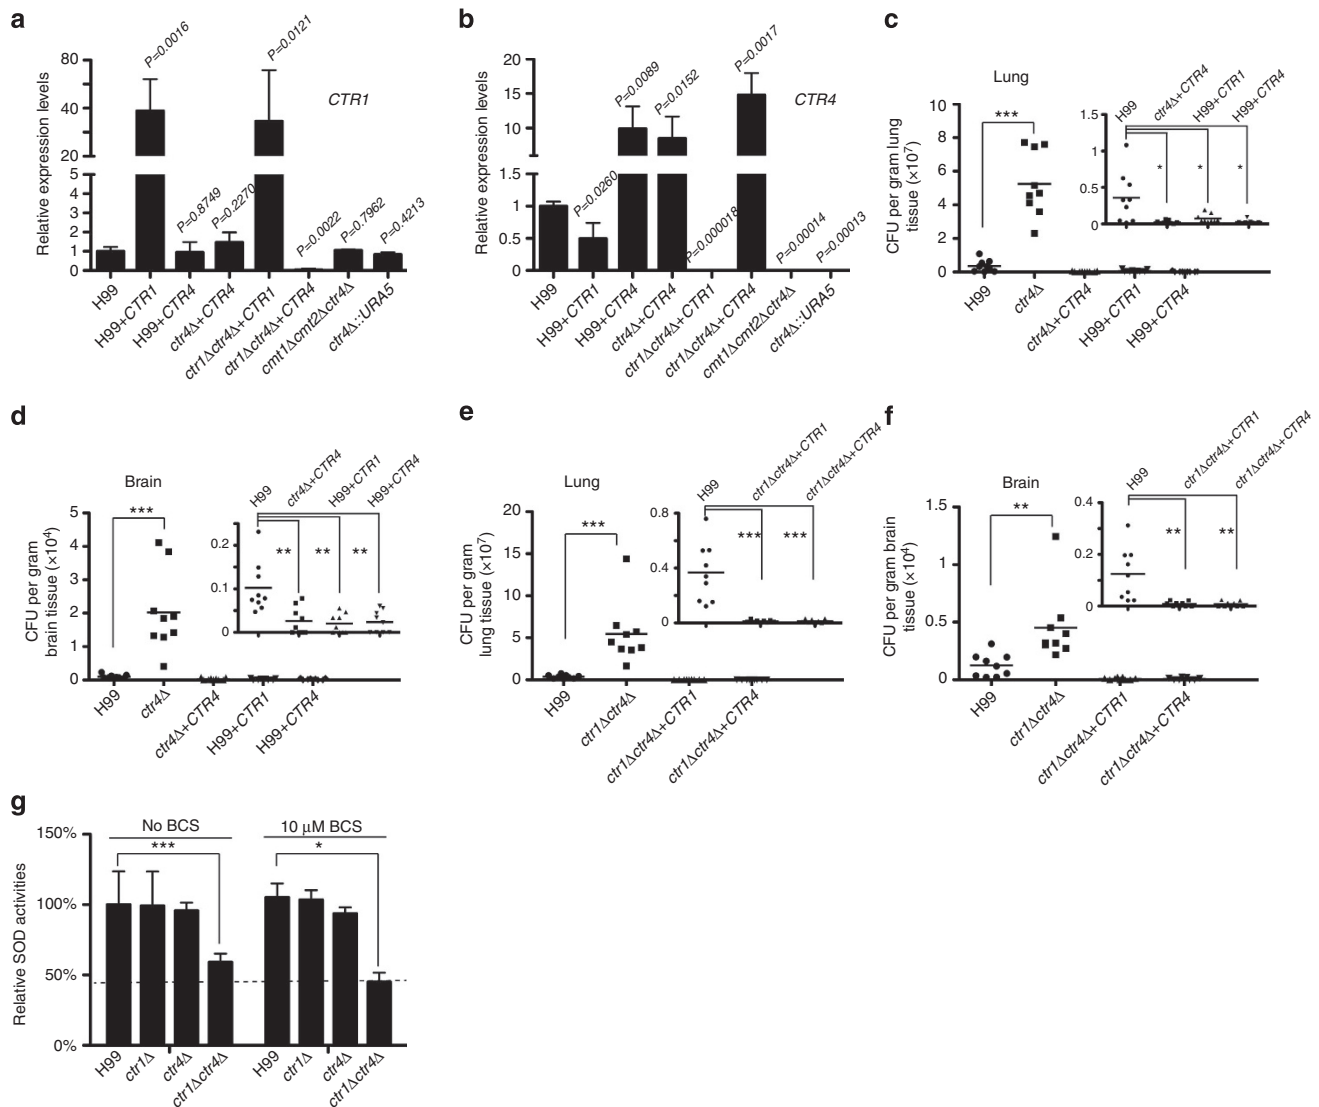 a
Relative expression levels
80
40
20
5
4
3
2
1
0
P=0.0016
P=0.8749
P=0.2270
P=0.0121
P=0.0022
P=0.7962
P=0.4213
CTR1
H99
H99+CTR1
H99+CTR4
ctr4Δ+CTR4
ctr1Δctr4Δ+CTR1
ctr1Δctr4Δ+CTR4
cmt1Δcmt2Δctr4Δ
ctr4Δ::URA5
b
Relative expression levels
20
15
10
1.5
1.0
0.5
0
P=0.0260
P=0.0089
P=0.0152
P=0.000018
P=0.0017
P=0.00014
P=0.00013
CTR4
H99
H99+CTR1
H99+CTR4
ctr4Δ+CTR4
ctr1Δctr4Δ+CTR1
ctr1Δctr4Δ+CTR4
cmt1Δcmt2Δctr4Δ
ctr4Δ::URA5
c
Lung
CFU per gram lung
tissue (×10⁷)
10
8
6
4
2
0
***
H99
ctr4Δ
ctr4Δ+CTR4
H99+CTR1
H99+CTR4
H99
ctr4Δ+CTR4
H99+CTR1
H99+CTR4
1.5
1
0.5
0
* * *
d
Brain
CFU per gram
brain tissue (×10⁴)
5
4
3
2
1
0
***
H99
ctr4Δ
ctr4Δ+CTR4
H99+CTR1
H99+CTR4
H99
ctr4Δ+CTR4
H99+CTR1
H99+CTR4
0.2
0.1
0
** ** **
e
Lung
CFU per gram
lung tissue (×10⁷)
20
15
10
5
0
***
H99
ctr1Δctr4Δ
ctr1Δctr4Δ+CTR1
ctr1Δctr4Δ+CTR4
H99
ctr1Δctr4Δ+CTR1
ctr1Δctr4Δ+CTR4
0.8
0.4
0
*** ***
f
Brain
CFU per gram brain
tissue (×10⁴)
1.5
1
0.5
0
**
H99
ctr1Δctr4Δ
ctr1Δctr4Δ+CTR1
ctr1Δctr4Δ+CTR4
H99
ctr1Δctr4Δ+CTR1
ctr1Δctr4Δ+CTR4
0.4
0.2
0
** **
g
Relative SOD activities
150%
100%
50%
0%
No BCS
***
10 μM BCS
*
H99
ctr1Δ
ctr4Δ
ctr1Δctr4Δ
H99
ctr1Δ
ctr4Δ
ctr1Δctr4Δ